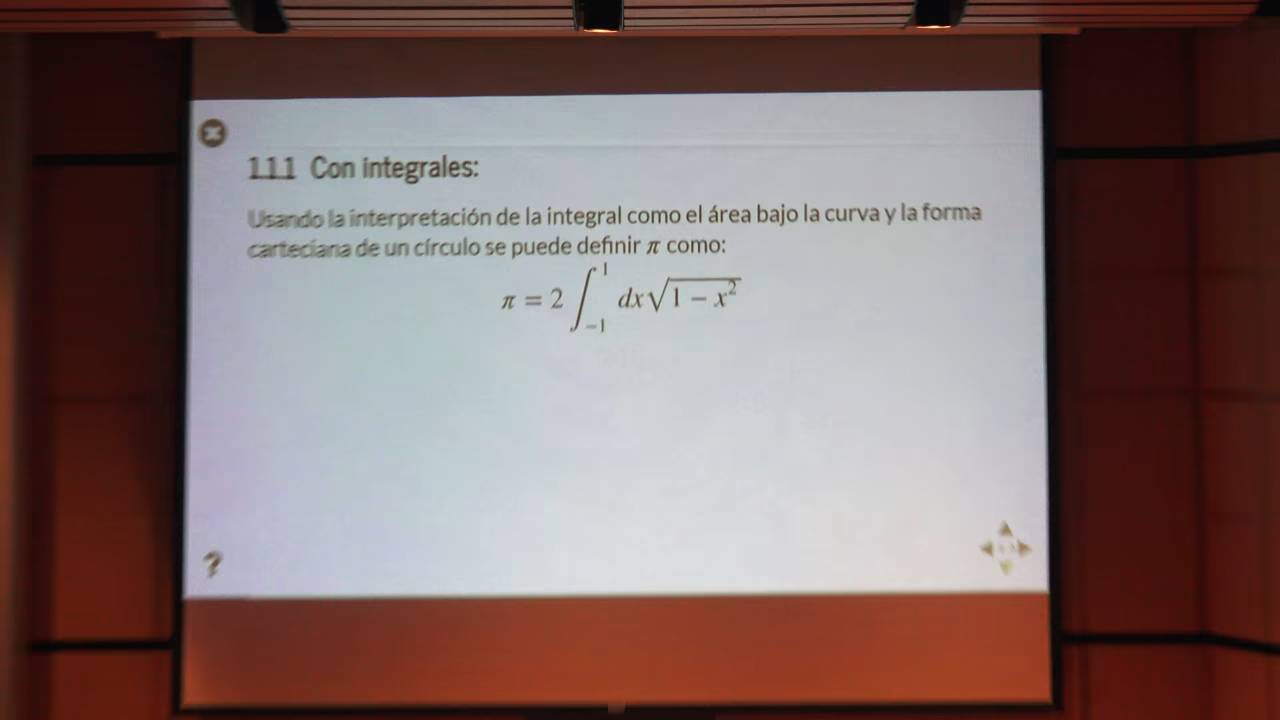 1.1.1 Con integrales:
Usando la interpretación de la integral como el área bajo la curva y la forma
carteciana de un círculo se puede definir π como:
π = 2 ∫_{-1}^{1} dx√(1 − x²)
?